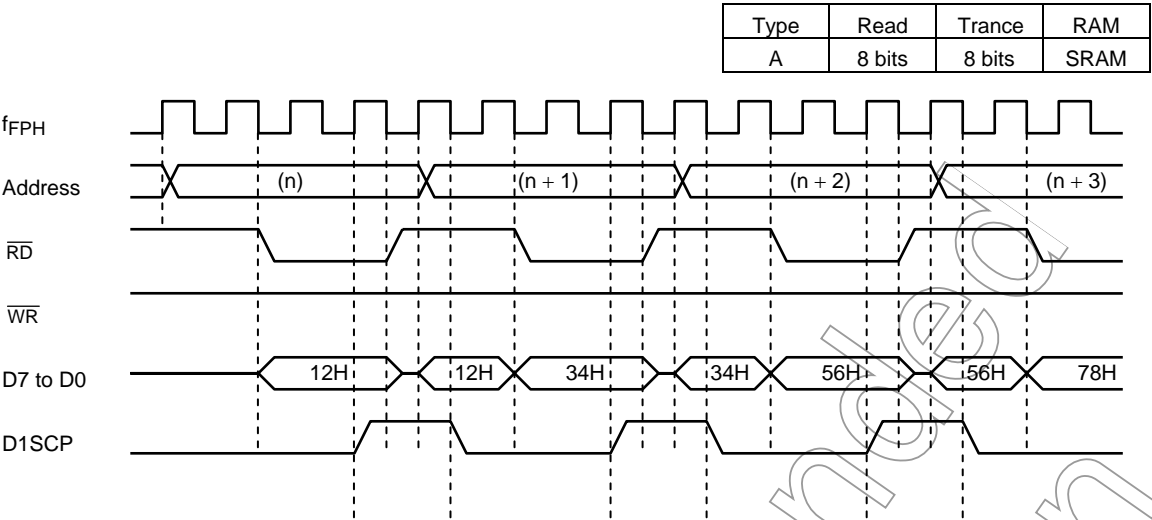 Type Read Trance RAM
A 8 bits 8 bits SRAM
fFPH
Address (n) (n + 1) (n + 2) (n + 3)
RD
WR
D7 to D0 12H 12H 34H 34H 56H 56H 78H
D1SCP